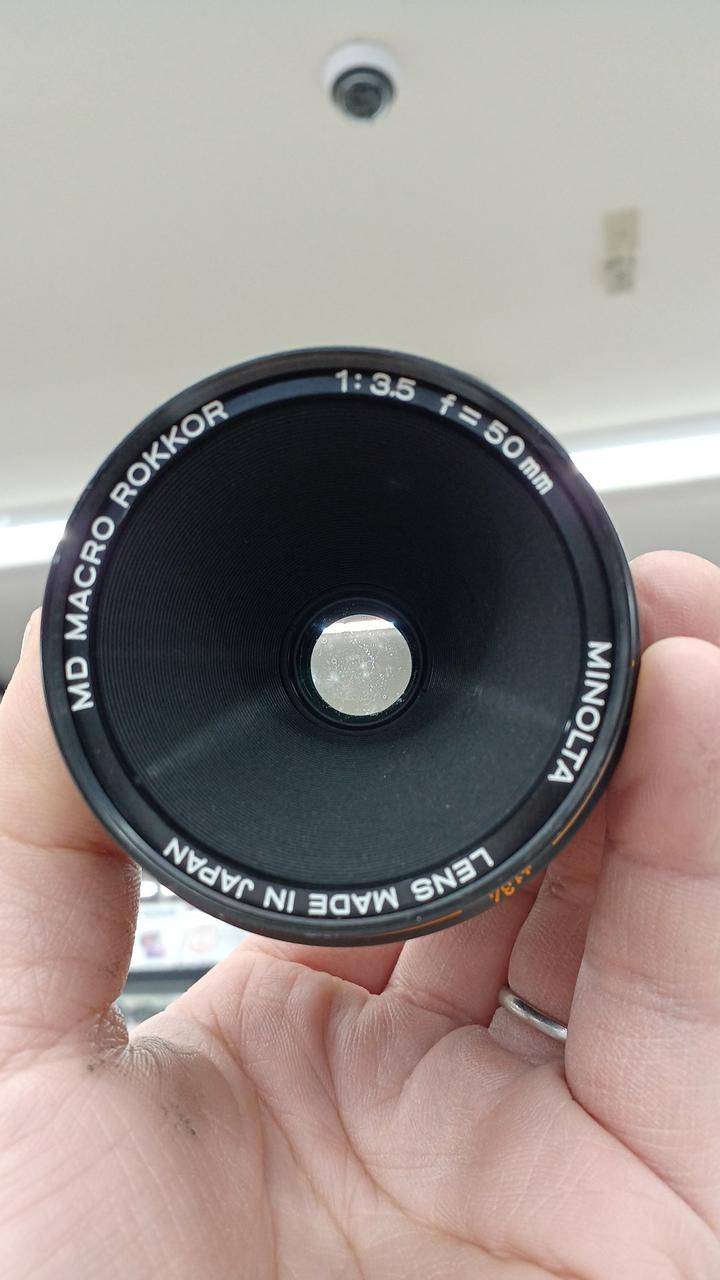 MD MACRO ROKKOR
1:3.5 f=50mm
MINOLTA
LENS MADE IN JAPAN